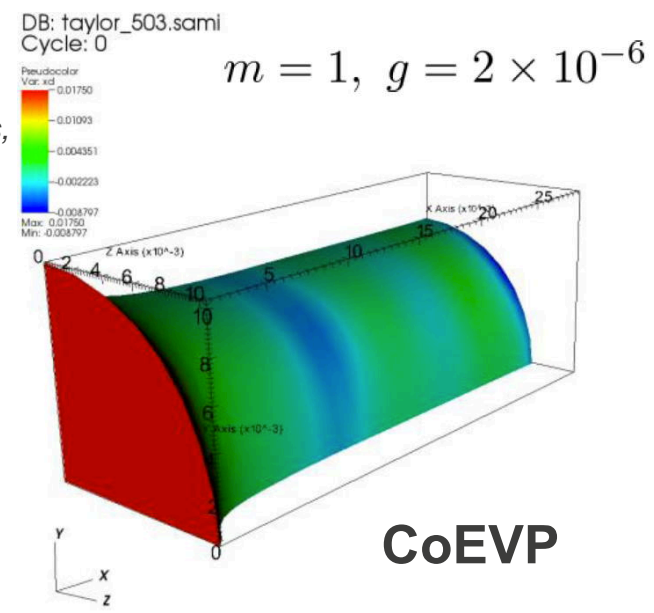 DB: taylor_503.sami
Cycle: 0
m = 1, g = 2 × 10⁻⁶
Pseudocolor
Var: xd
0.01750
0.01093
0.004351
-0.002223
-0.008797
Max: 0.01750
Min: -0.008797
0 2 4 6 8 10
Z Axis (x10^-3)
5 10 15 20 25
X Axis (x10^-3)
10
8
6
Y Axis (x10^-3)
2
0
Y
X
Z
CoEVP